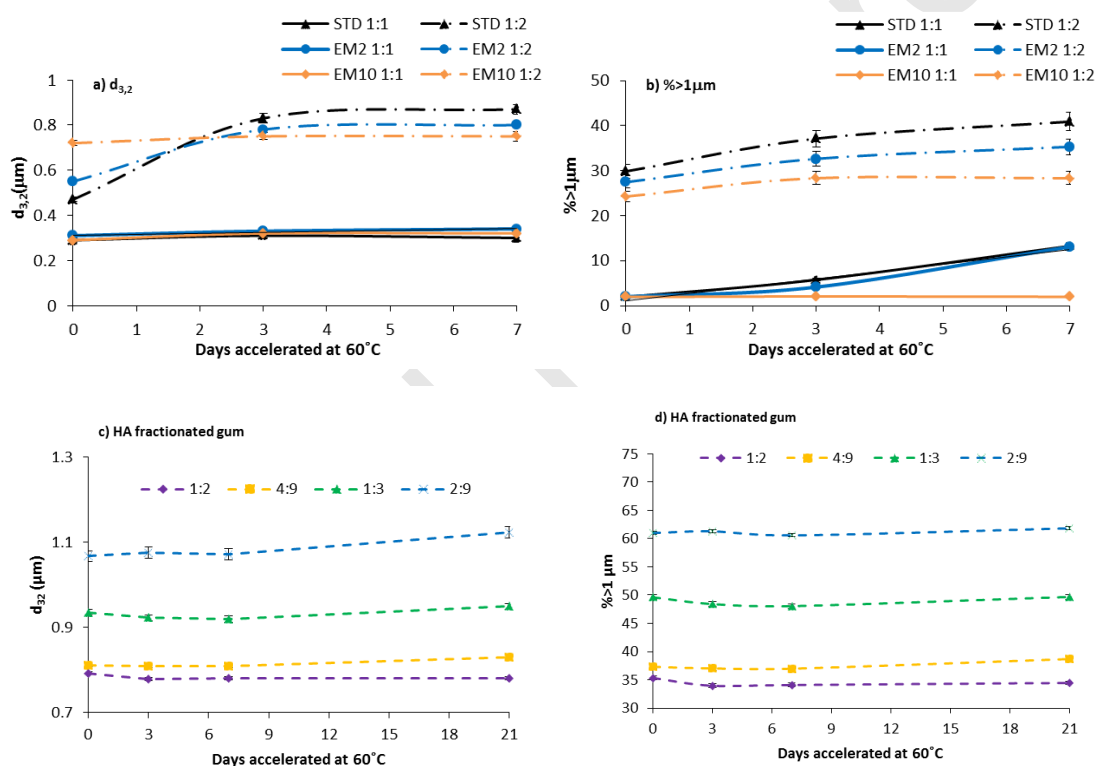 STD 1:1 STD 1:2
EM2 1:1 EM2 1:2
EM10 1:1 EM10 1:2
a) d3,2
1
0.8
0.6
0.4
0.2
0
d3,2(µm)
0 1 2 3 4 5 6 7
Days accelerated at 60˚C
STD 1:1 STD 1:2
EM2 1:1 EM2 1:2
EM10 1:1 EM10 1:2
b) %>1µm
50
40
30
20
10
0
%>1µm
0 1 2 3 4 5 6 7
Days accelerated at 60˚C
c) HA fractionated gum
1:2 4:9 1:3 2:9
1.3
1.1
0.9
0.7
d32 (µm)
0 3 6 9 12 15 18 21
Days accelerated at 60˚C
d) HA fractionated gum
1:2 4:9 1:3 2:9
75
70
65
60
55
50
45
40
35
30
%>1 µm
0 3 6 9 12 15 18 21
Days accelerated at 60˚C